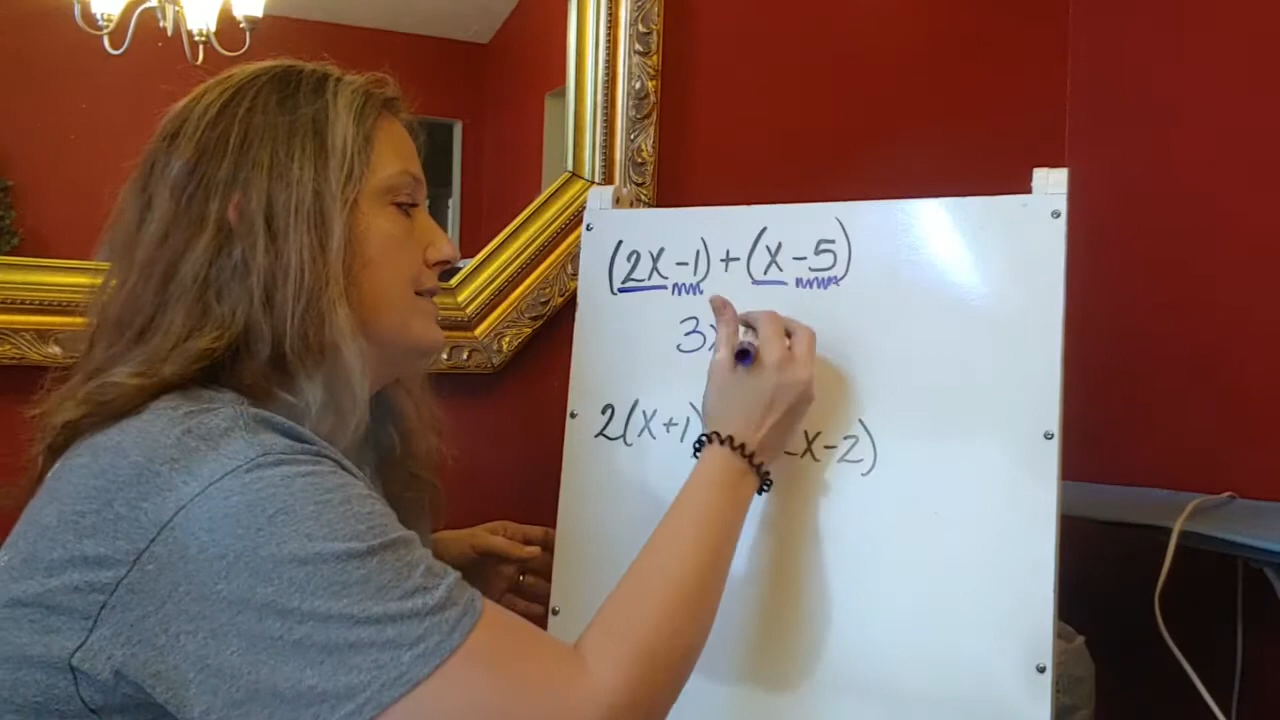 (2x-1)+(x-5)
3x
2(x+1) -x-2)